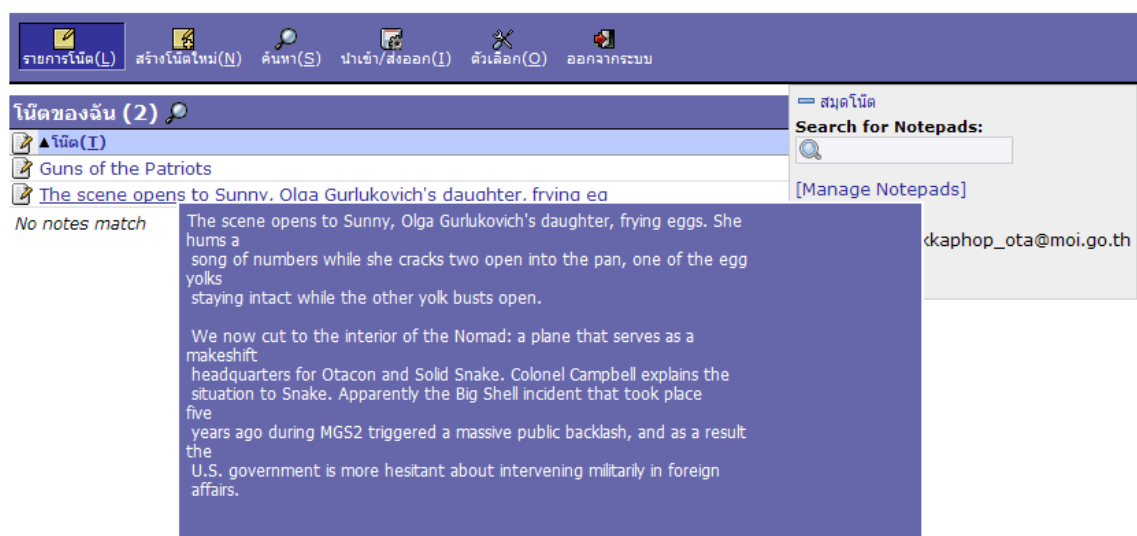 รายการโน๊ต(L) สร้างโน๊ตใหม่(N) ค้นหา(S) นำเข้า/ส่งออก(I) ตัวเลือก(O) ออกจากระบบ
โน๊ตของฉัน (2)
▲โน๊ต(T)
Guns of the Patriots
The scene opens to Sunny, Olga Gurlukovich's daughter, frying eg
No notes match
สมุดโน๊ต
Search for Notepads:
[Manage Notepads]
kkaphop_ota@moi.go.th
The scene opens to Sunny, Olga Gurlukovich's daughter, frying eggs. She
hums a
song of numbers while she cracks two open into the pan, one of the egg
yolks
staying intact while the other yolk busts open.
We now cut to the interior of the Nomad: a plane that serves as a
makeshift
headquarters for Otacon and Solid Snake. Colonel Campbell explains the
situation to Snake. Apparently the Big Shell incident that took place
five
years ago during MGS2 triggered a massive public backlash, and as a result
the
U.S. government is more hesitant about intervening militarily in foreign
affairs.